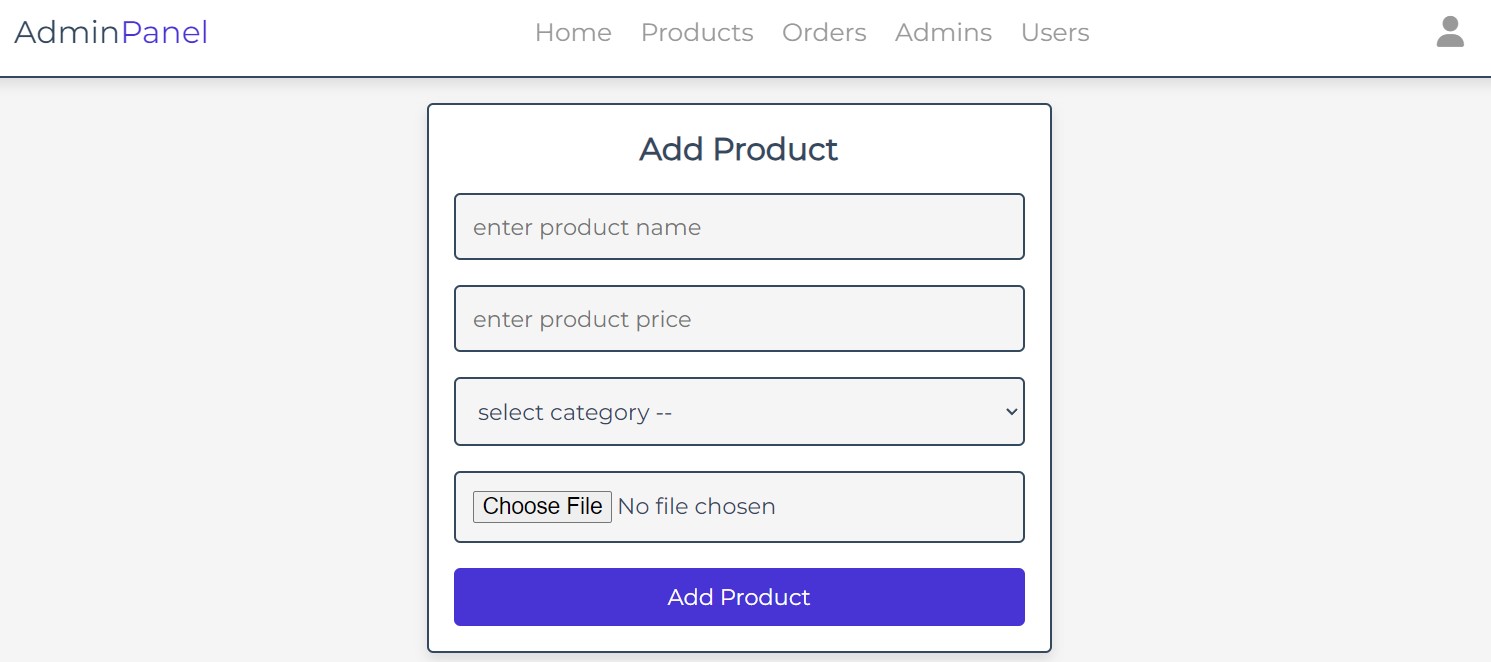 AdminPanel Home Products Orders Admins Users
Add Product
enter product name
enter product price
select category --
Choose File No file chosen
Add Product